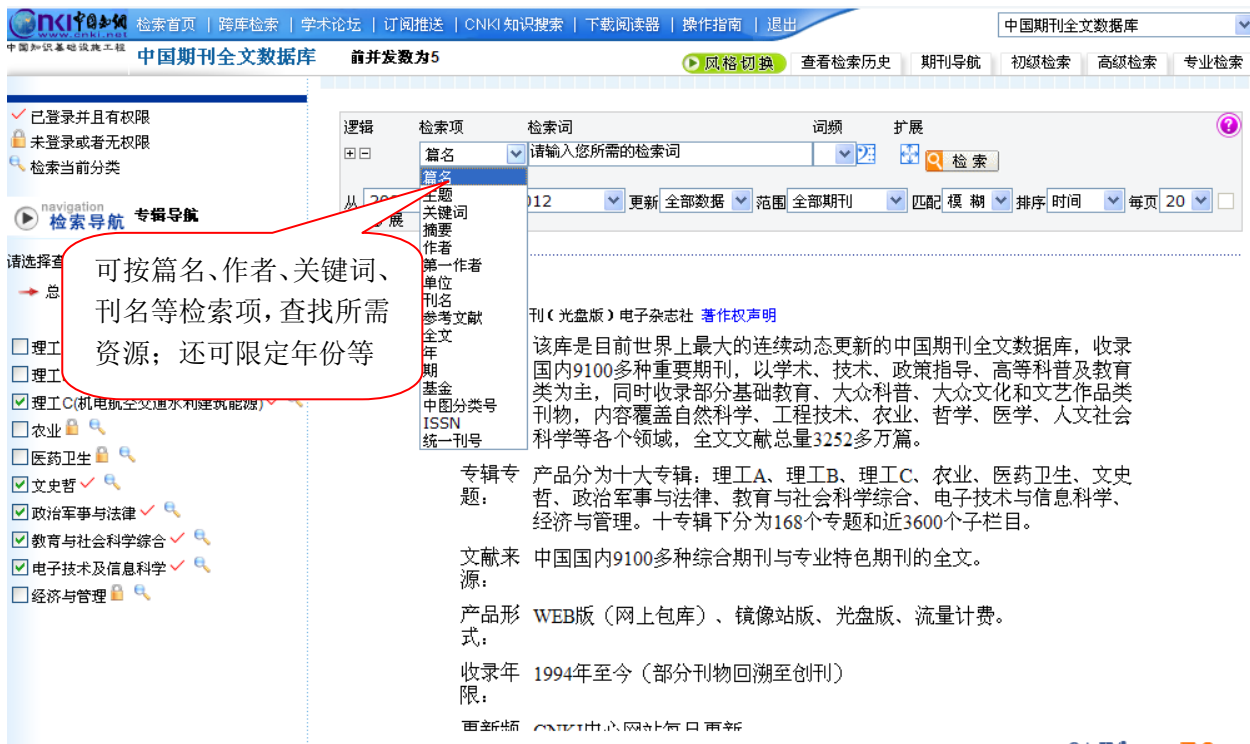 CNKI中国知网 检索首页 | 跨库检索 | 学术论坛 | 订阅推送 | CNKI知识搜索 | 下载阅读器 | 操作指南 | 退出 中国期刊全文数据库
www.cnki.net
中国知识基础设施工程 中国期刊全文数据库 前并发数为5 风格切换 查看检索历史 期刊导航 初级检索 高级检索 专业检索
已登录并且有权限
未登录或者无权限
检索当前分类
navigation
检索导航 专辑导航
请选择查
总
理工
理工
理工C(机电航空交通水利建筑能源)
农业
医药卫生
文史哲
政治军事与法律
教育与社会科学综合
电子技术及信息科学
经济与管理
逻辑 检索项 检索词 词频 扩展
篇名 请输入您所需的检索词 检索
从 更新 全部数据 范围 全部期刊 匹配 模 糊 排序 时间 每页 20
展
篇名
主题
关键词
摘要
作者
第一作者
单位
刊名
参考文献
全文
年
期
基金
中图分类号
ISSN
统一刊号
可按篇名、作者、关键词、
刊名等检索项，查找所需
资源；还可限定年份等
刊(光盘版)电子杂志社 著作权声明
该库是目前世界上最大的连续动态更新的中国期刊全文数据库，收录
国内9100多种重要期刊，以学术、技术、政策指导、高等科普及教育
类为主，同时收录部分基础教育、大众科普、大众文化和文艺作品类
刊物，内容覆盖自然科学、工程技术、农业、哲学、医学、人文社会
科学等各个领域，全文文献总量3252多万篇。
专辑专题： 产品分为十大专辑：理工A、理工B、理工C、农业、医药卫生、文史
哲、政治军事与法律、教育与社会科学综合、电子技术与信息科学、
经济与管理。十专辑下分为168个专题和近3600个子栏目。
文献来源： 中国国内9100多种综合期刊与专业特色期刊的全文。
产品形式： WEB版（网上包库）、镜像站版、光盘版、流量计费。
收录年限： 1994年至今（部分刊物回溯至创刊）
更新频 CNKI中心网站每日更新